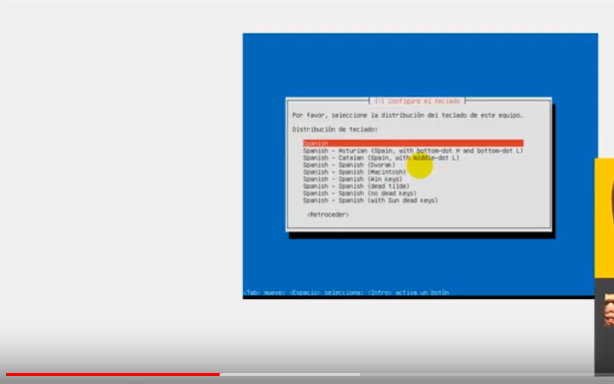 [!] Configure el teclado
Por favor, seleccione la distribución del teclado de este equipo.
Distribución de teclado:
Spanish
Spanish - Asturian (Spain, with bottom-dot H and bottom-dot L)
Spanish - Catalan (Spain, with middle-dot L)
Spanish - Spanish (Dvorak)
Spanish - Spanish (Macintosh)
Spanish - Spanish (Win keys)
Spanish - Spanish (dead tilde)
Spanish - Spanish (no dead keys)
Spanish - Spanish (with Sun dead keys)
<Retroceder>
<Tab> mueve; <Espacio> selecciona; <Intro> activa un botón